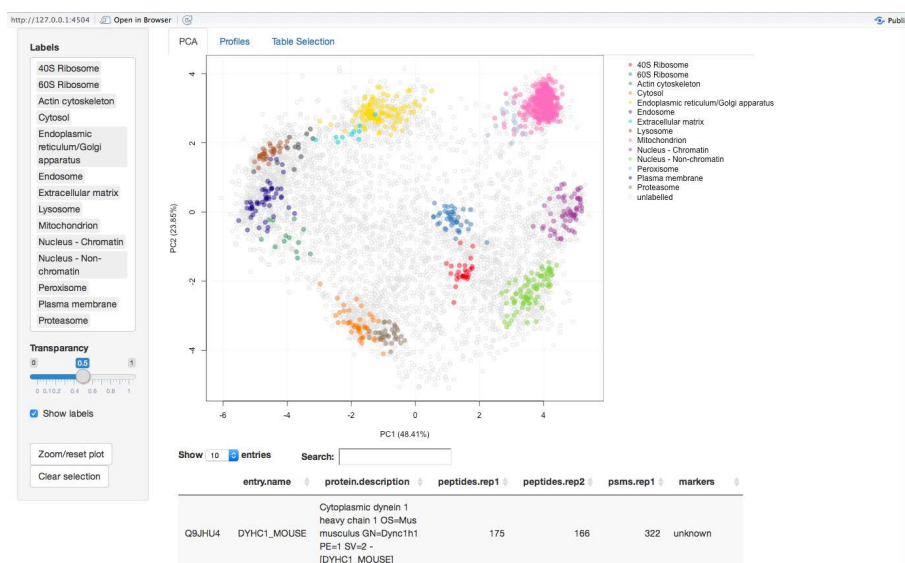 http://127.0.0.1:4504 Open in Browser Publi
Labels
40S Ribosome
60S Ribosome
Actin cytoskeleton
Cytosol
Endoplasmic
reticulum/Golgi
apparatus
Endosome
Extracellular matrix
Lysosome
Mitochondrion
Nucleus - Chromatin
Nucleus - Non-
chromatin
Peroxisome
Plasma membrane
Proteasome
Transparancy
0 0.5 1
0 0.10.2 0.4 0.6 0.8 1
Show labels
Zoom/reset plot
Clear selection
PCA Profiles Table Selection
4
2
0
-2
-4
PC2 (23.85%)
-6 -4 -2 0 2 4
PC1 (48.41%)
40S Ribosome
60S Ribosome
Actin cytoskeleton
Cytosol
Endoplasmic reticulum/Golgi apparatus
Endosome
Extracellular matrix
Lysosome
Mitochondrion
Nucleus - Chromatin
Nucleus - Non-chromatin
Peroxisome
Plasma membrane
Proteasome
unlabelled
Show 10 entries Search:
entry.name protein.description peptides.rep1 peptides.rep2 psms.rep1 markers
Cytoplasmic dynein 1
heavy chain 1 OS=Mus
Q9JHU4 DYHC1_MOUSE musculus GN=Dync1h1 175 166 322 unknown
PE=1 SV=2 -
[DYHC1_MOUSE]